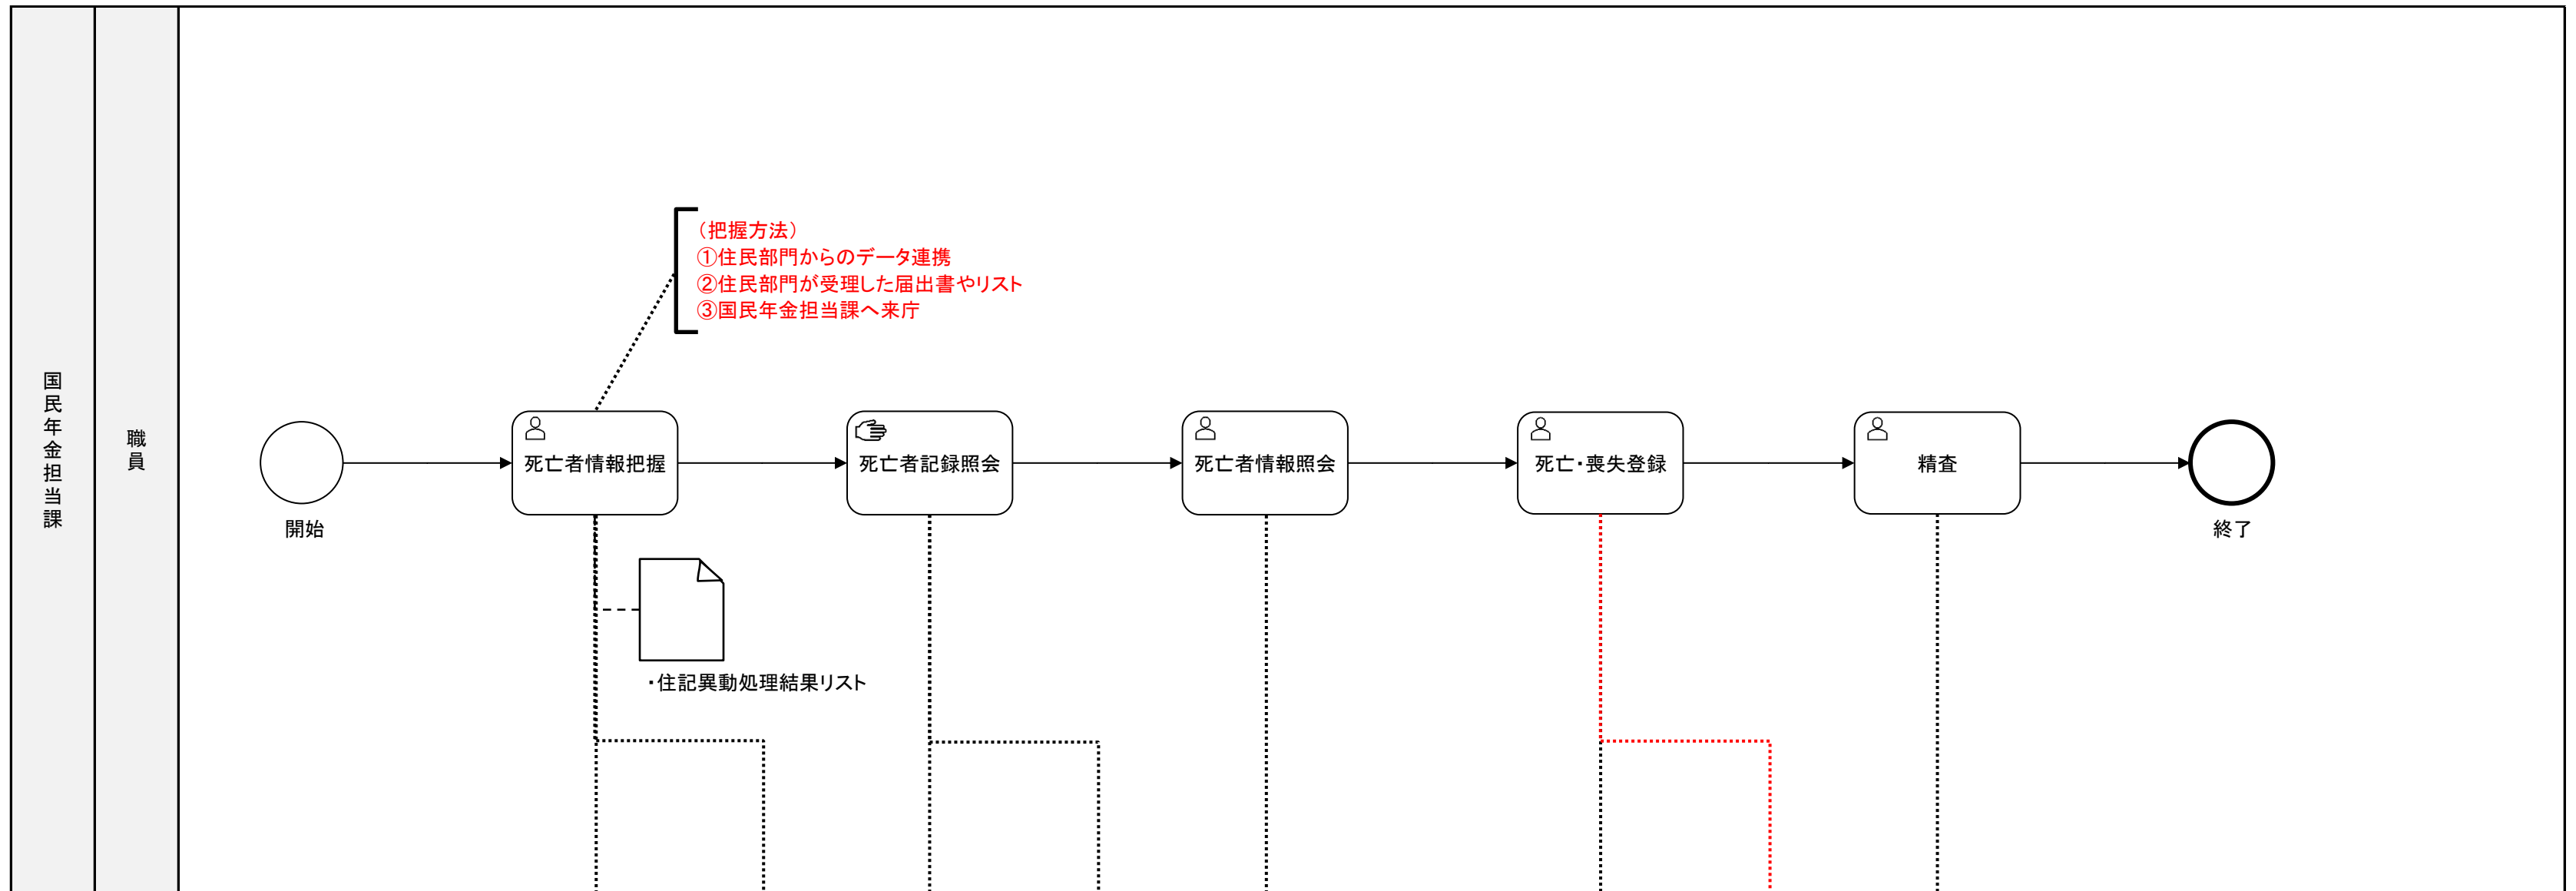 国民年金担当課
職員
（把握方法）
①住民部門からのデータ連携
②住民部門が受理した届出書やリスト
③国民年金担当課へ来庁
開始
死亡者情報把握
死亡者記録照会
死亡者情報照会
死亡・喪失登録
精査
終了
・住記異動処理結果リスト